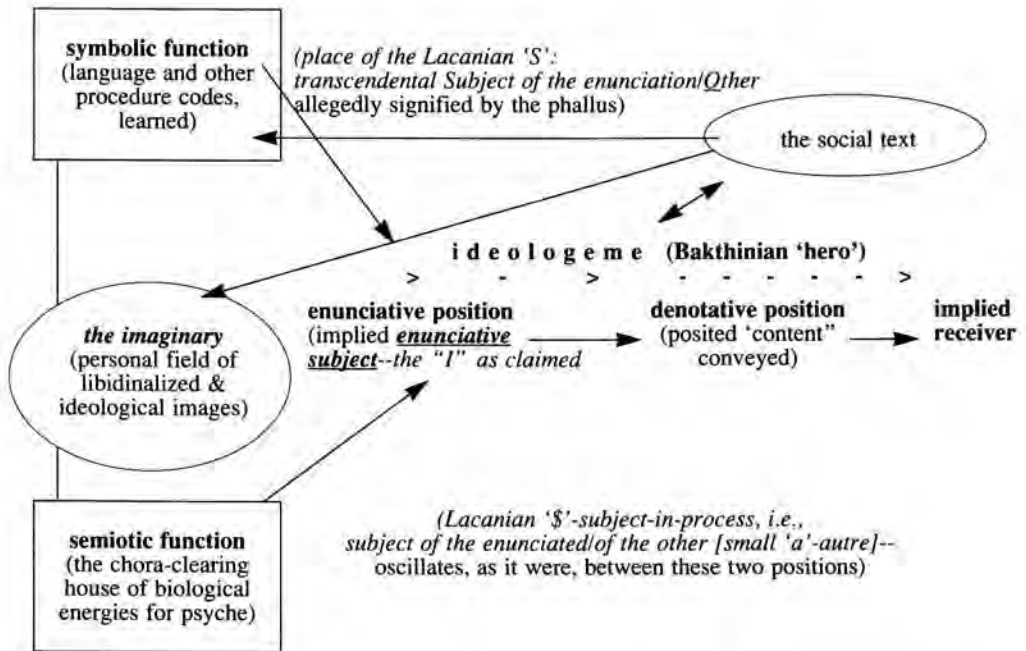 symbolic function
(language and other
procedure codes,
learned)
(place of the Lacanian 'S':
transcendental Subject of the enunciation/Qther
allegedly signified by the phallus)
the social text
i d e o l o g e m e (Bakthinian 'hero')
> - > - - - - - - >
enunciative position
(implied enunciative
subject--the "I" as claimed
denotative position
(posited 'content"
conveyed)
implied
receiver
the imaginary
(personal field of
libidinalized &
ideological images)
semiotic function
(the chora-clearing
house of biological
energies for psyche)
(Lacanian '$'-subject-in-process, i.e.,
subject of the enunciated/of the other [small 'a'-autre]--
oscillates, as it were, between these two positions)